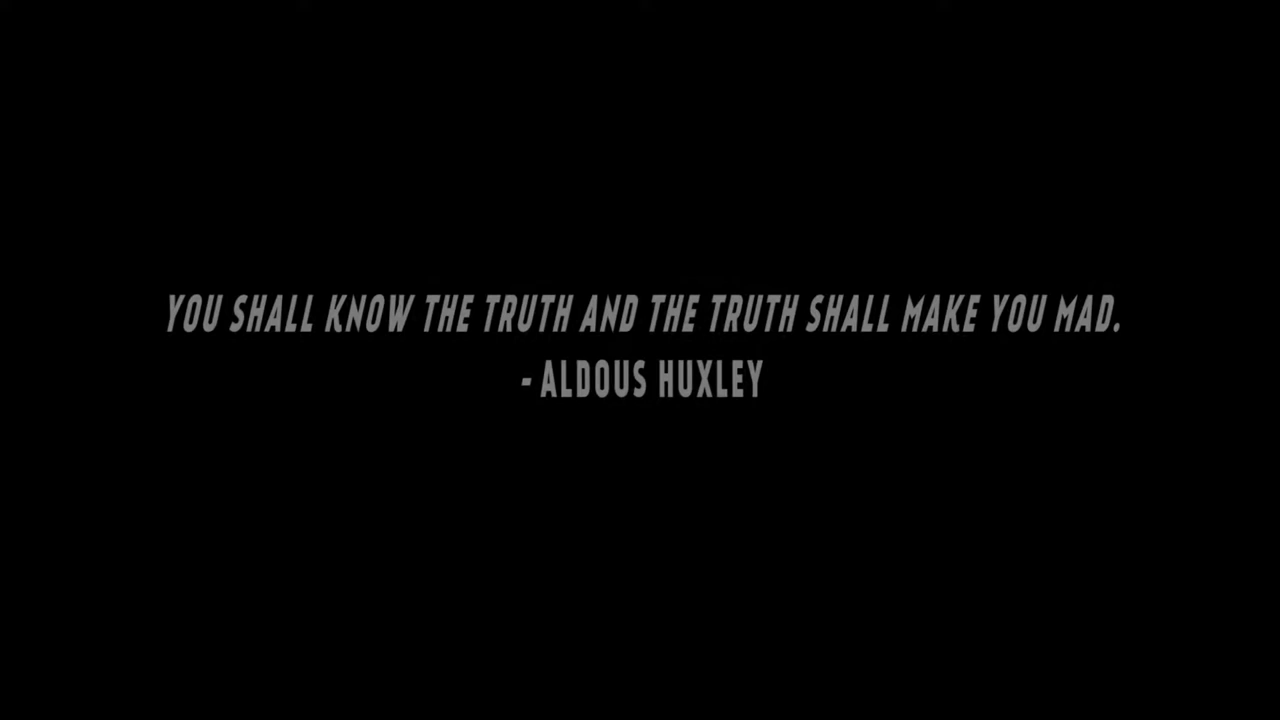 YOU SHALL KNOW THE TRUTH AND THE TRUTH SHALL MAKE YOU MAD.
- ALDOUS HUXLEY